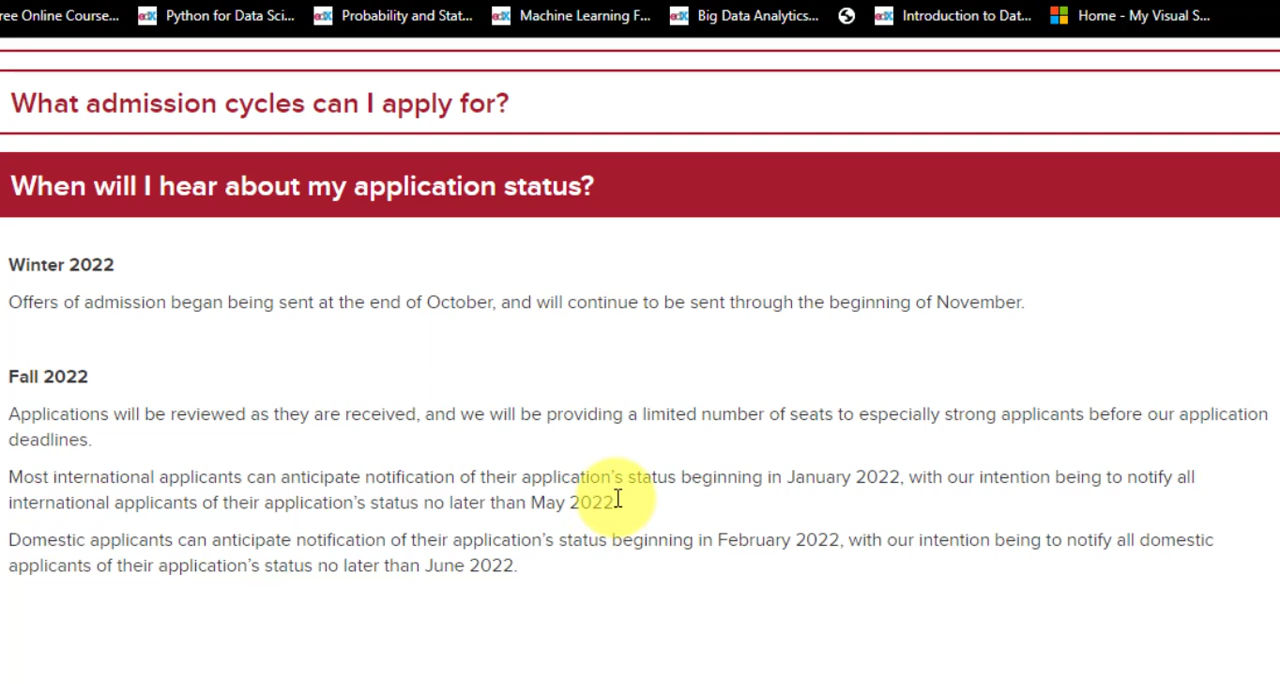 ree Online Course... edX Python for Data Sci... edX Probability and Stat... edX Machine Learning F... edX Big Data Analytics... edX Introduction to Dat... Home - My Visual S...
What admission cycles can I apply for?
When will I hear about my application status?
Winter 2022
Offers of admission began being sent at the end of October, and will continue to be sent through the beginning of November.
Fall 2022
Applications will be reviewed as they are received, and we will be providing a limited number of seats to especially strong applicants before our application
deadlines.
Most international applicants can anticipate notification of their application’s status beginning in January 2022, with our intention being to notify all
international applicants of their application’s status no later than May 2022.
Domestic applicants can anticipate notification of their application’s status beginning in February 2022, with our intention being to notify all domestic
applicants of their application’s status no later than June 2022.